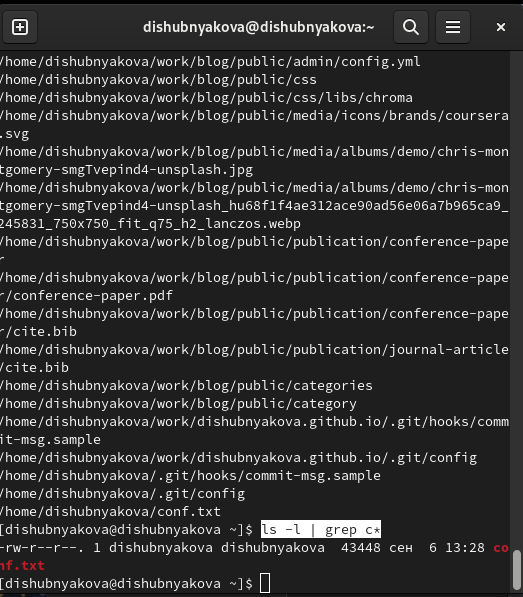 dishubnyakova@dishubnyakova:~
/home/dishubnyakova/work/blog/public/admin/config.yml
/home/dishubnyakova/work/blog/public/css
/home/dishubnyakova/work/blog/public/css/libs/chroma
/home/dishubnyakova/work/blog/public/media/icons/brands/coursera
.svg
/home/dishubnyakova/work/blog/public/media/albums/demo/chris-mon
tgomery-smgTvepind4-unsplash.jpg
/home/dishubnyakova/work/blog/public/media/albums/demo/chris-mon
tgomery-smgTvepind4-unsplash_hu68f1f4ae312ace90ad56e06a7b965ca9_
245831_750x750_fit_q75_h2_lanczos.webp
/home/dishubnyakova/work/blog/public/publication/conference-pape
r
/home/dishubnyakova/work/blog/public/publication/conference-pape
r/conference-paper.pdf
/home/dishubnyakova/work/blog/public/publication/conference-pape
r/cite.bib
/home/dishubnyakova/work/blog/public/publication/journal-article
/cite.bib
/home/dishubnyakova/work/blog/public/categories
/home/dishubnyakova/work/blog/public/category
/home/dishubnyakova/work/dishubnyakova.github.io/.git/hooks/comm
it-msg.sample
/home/dishubnyakova/work/dishubnyakova.github.io/.git/config
/home/dishubnyakova/.git/hooks/commit-msg.sample
/home/dishubnyakova/.git/config
/home/dishubnyakova/conf.txt
[dishubnyakova@dishubnyakova ~]$ ls -l | grep c*
-rw-r--r--. 1 dishubnyakova dishubnyakova  43448 сен  6 13:28 co
nf.txt
[dishubnyakova@dishubnyakova ~]$